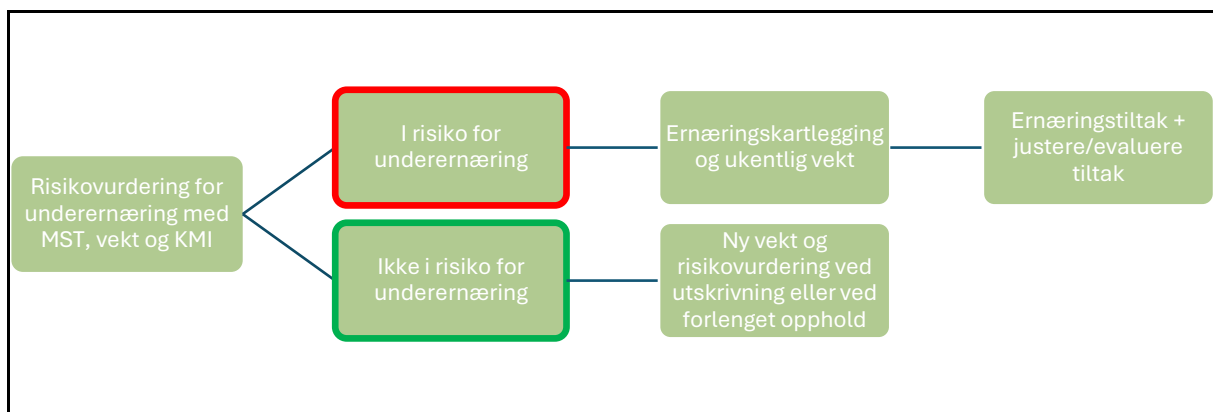 Risikovurdering for
underernæring med
MST, vekt og KMI
I risiko for
underernæring
Ernæringskartlegging
og ukentlig vekt
Ernæringstiltak +
justere/evaluere
tiltak
Ikke i risiko for
underernæring
Ny vekt og
risikovurdering ved
utskrivning eller ved
forlenget opphold